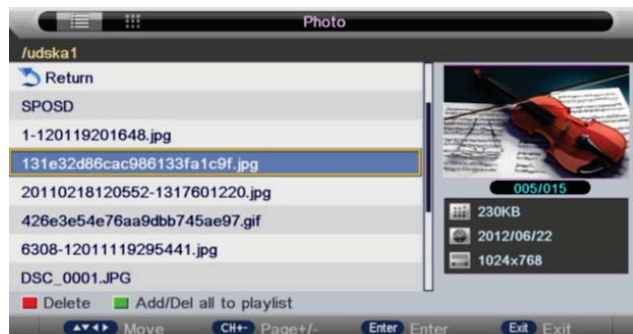 Photo
/udska1
Return
SPOSD
1-120119201648.jpg
131e32d86cac986133fa1c9f.jpg
20110218120552-1317601220.jpg
426e3e54e76aa9dbb745ae97.gif
6308-12011119295441.jpg
DSC_0001.JPG
005/015
230KB
2012/06/22
1024x768
Delete Add/Del all to playlist
Move CH+- Page+/- Enter Enter Exit Exit